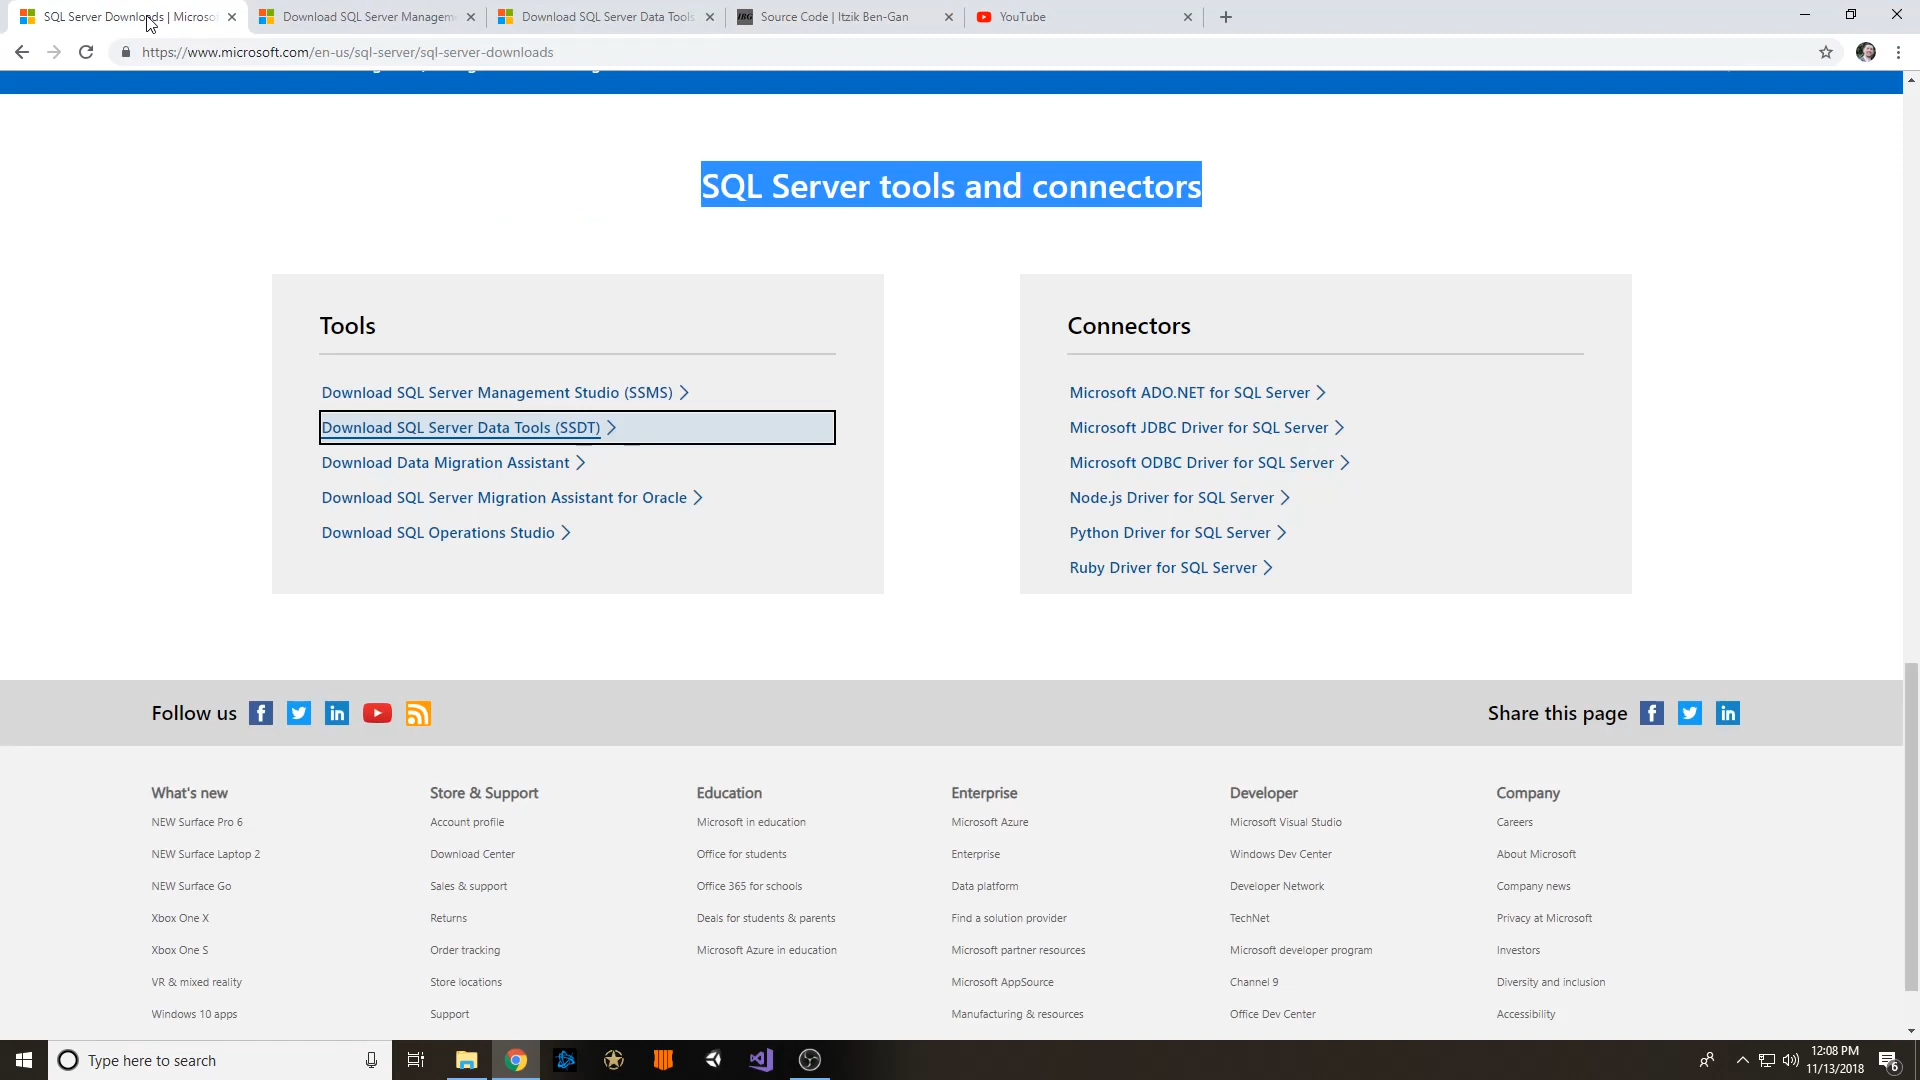 SQL Server Downloads | Microsof
Download SQL Server Managem
Download SQL Server Data Tools
IBG
Source Code | Itzik Ben-Gan
YouTube
https://www.microsoft.com/en-us/sql-server/sql-server-downloads
SQL Server tools and connectors
Tools
Download SQL Server Management Studio (SSMS)
Download SQL Server Data Tools (SSDT)
Download Data Migration Assistant
Download SQL Server Migration Assistant for Oracle
Download SQL Operations Studio
Connectors
Microsoft ADO.NET for SQL Server
Microsoft JDBC Driver for SQL Server
Microsoft ODBC Driver for SQL Server
Node.js Driver for SQL Server
Python Driver for SQL Server
Ruby Driver for SQL Server
Follow us
Share this page
What's new
NEW Surface Pro 6
NEW Surface Laptop 2
NEW Surface Go
Xbox One X
Xbox One S
VR & mixed reality
Windows 10 apps
Store & Support
Account profile
Download Center
Sales & support
Returns
Order tracking
Store locations
Support
Education
Microsoft in education
Office for students
Office 365 for schools
Deals for students & parents
Microsoft Azure in education
Enterprise
Microsoft Azure
Enterprise
Data platform
Find a solution provider
Microsoft partner resources
Microsoft AppSource
Manufacturing & resources
Developer
Microsoft Visual Studio
Windows Dev Center
Developer Network
TechNet
Microsoft developer program
Channel 9
Office Dev Center
Company
Careers
About Microsoft
Company news
Privacy at Microsoft
Investors
Diversity and inclusion
Accessibility
Type here to search
12:08 PM
11/13/2018
6